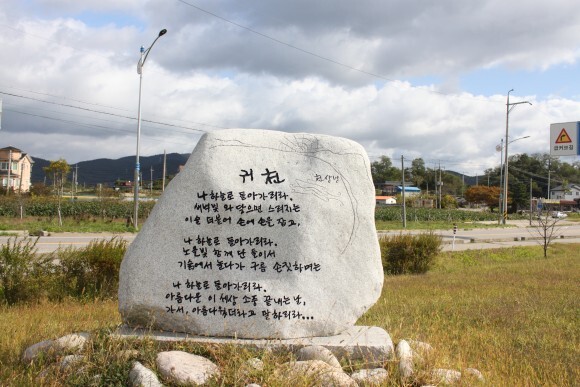 귀천
천상병
나 하늘로 돌아가리라.
새벽빛 와 닿으면 스러지는
이슬 더불어 손에 손을 잡고,
나 하늘로 돌아가리라.
노을빛 함께 단 둘이서
기슭에서 놀다가 구름 손짓하며는
나 하늘로 돌아가리라.
아름다운 이 세상 소풍 끝내는 날,
가서, 아름다웠더라고 말하리라...